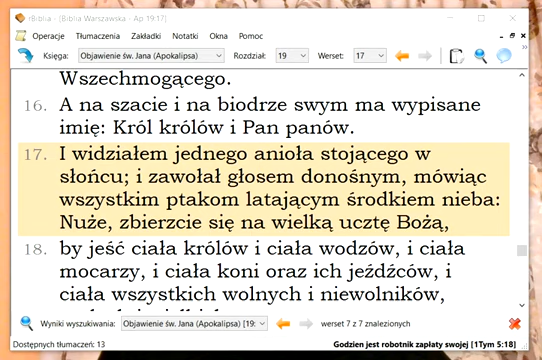 rBiblia - [Biblia Warszawska - Ap 19:17]
Operacje Tłumaczenia Zakładki Notatki Okna Pomoc
Księga: Objawienie św. Jana (Apokalipsa) Rozdział: 19 Werset: 17
Wszechmogącego.
16. A na szacie i na biodrze swym ma wypisane
imię: Król królów i Pan panów.
17. I widziałem jednego anioła stojącego w
słońcu; i zawołał głosem donośnym, mówiąc
wszystkim ptakom latającym środkiem nieba:
Nuże, zbierzcie się na wielką ucztę Bożą,
18. by jeść ciała królów i ciała wodzów, i ciała
mocarzy, i ciała koni oraz ich jeźdźców, i
ciała wszystkich wolnych i niewolników,
Wyniki wyszukiwania: Objawienie św. Jana (Apokalipsa) [19: werset 7 z 7 znalezionych
Dostępnych tłumaczeń: 13 Godzien jest robotnik zapłaty swojej [1Tym 5:18]